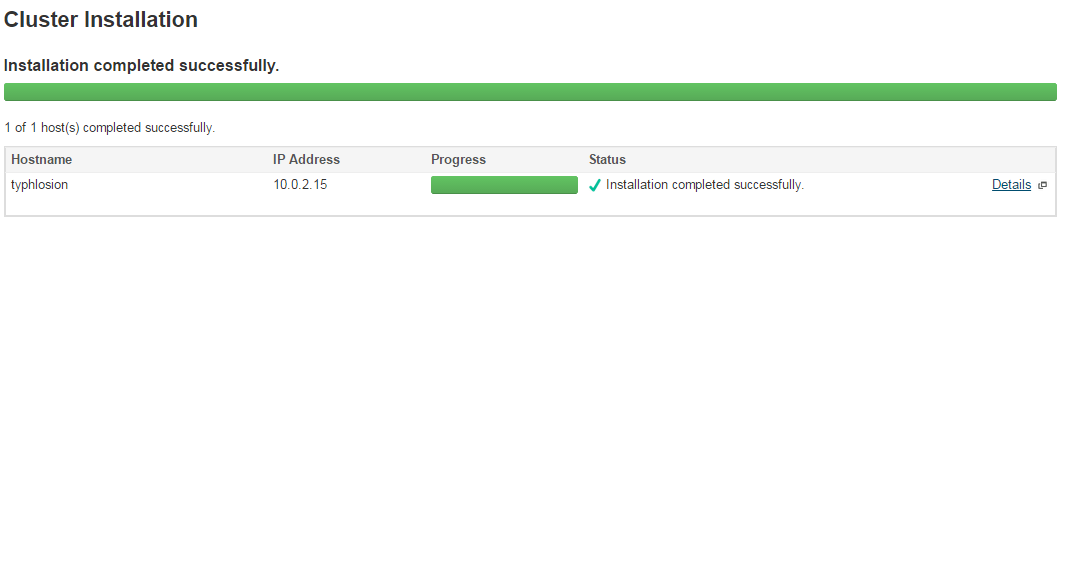 Cluster Installation
Installation completed successfully.
1 of 1 host(s) completed successfully.
Hostname IP Address Progress Status
typhlosion 10.0.2.15 Installation completed successfully. Details